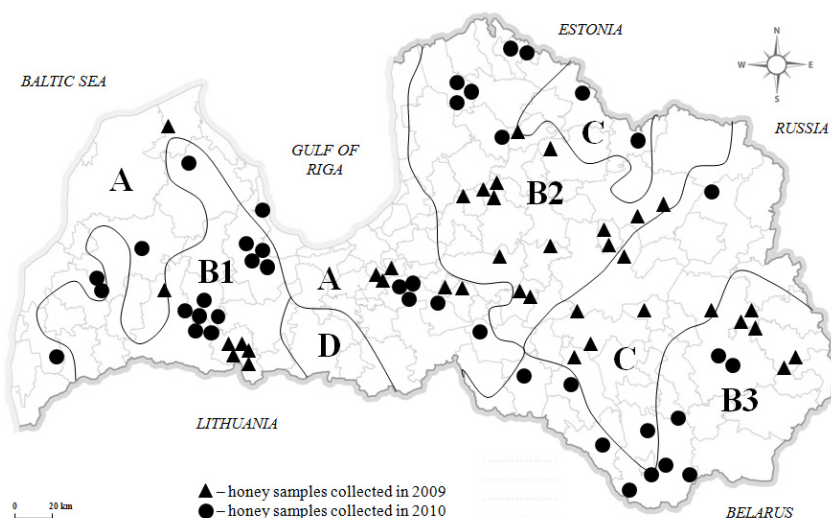 ESTONIA
N
W E
S
BALTIC SEA
GULF OF
RIGA
RUSSIA
A
C
B2
B1
A
D
C
B3
LITHUANIA
– honey samples collected in 2009
– honey samples collected in 2010
0 20 km
BELARUS